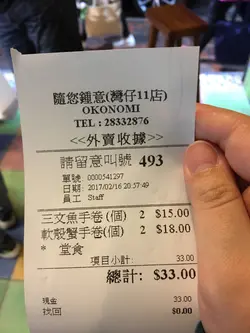 隨您鍾意(灣仔11店)
OKONOMI
TEL : 28332876
<<外賣收據>>
請留意叫號 493
單號 0000541297
日期 2017/02/16 20:57:49
員工 Staff
三文魚手卷(個) 2 $15.00
軟殼蟹手卷(個) 2 $18.00
* 堂食
項目小計: 33.00
總計: $33.00
現金 33.00
找回 $0.00